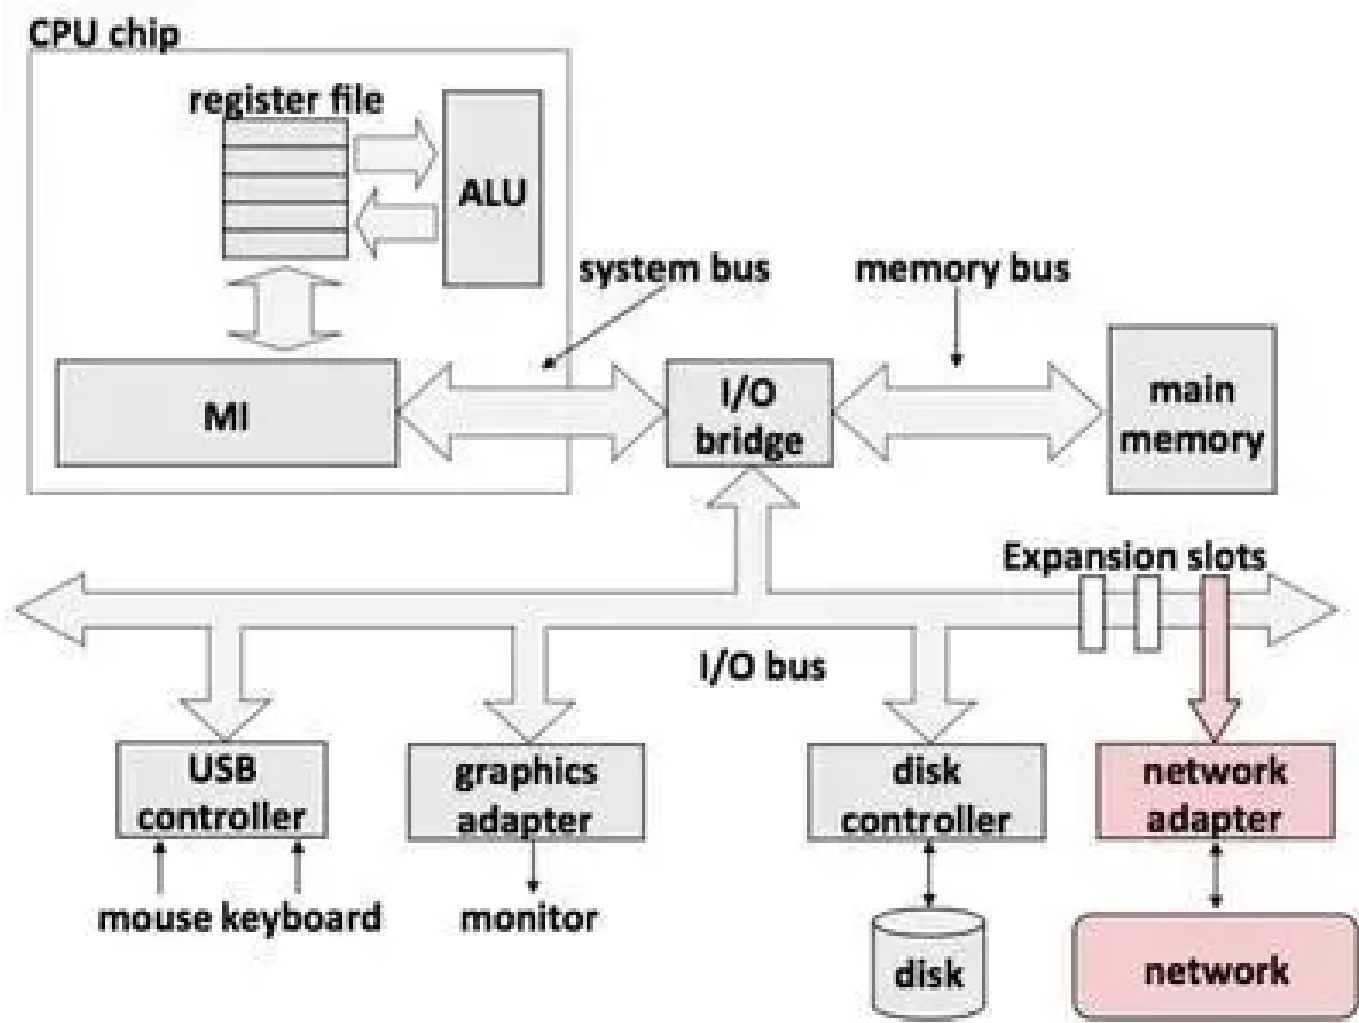 CPU chip
register file
ALU
system bus
memory bus
MI
I/O
bridge
main
memory
Expansion slots
I/O bus
USB
controller
graphics
adapter
disk
controller
network
adapter
mouse keyboard
monitor
disk
network